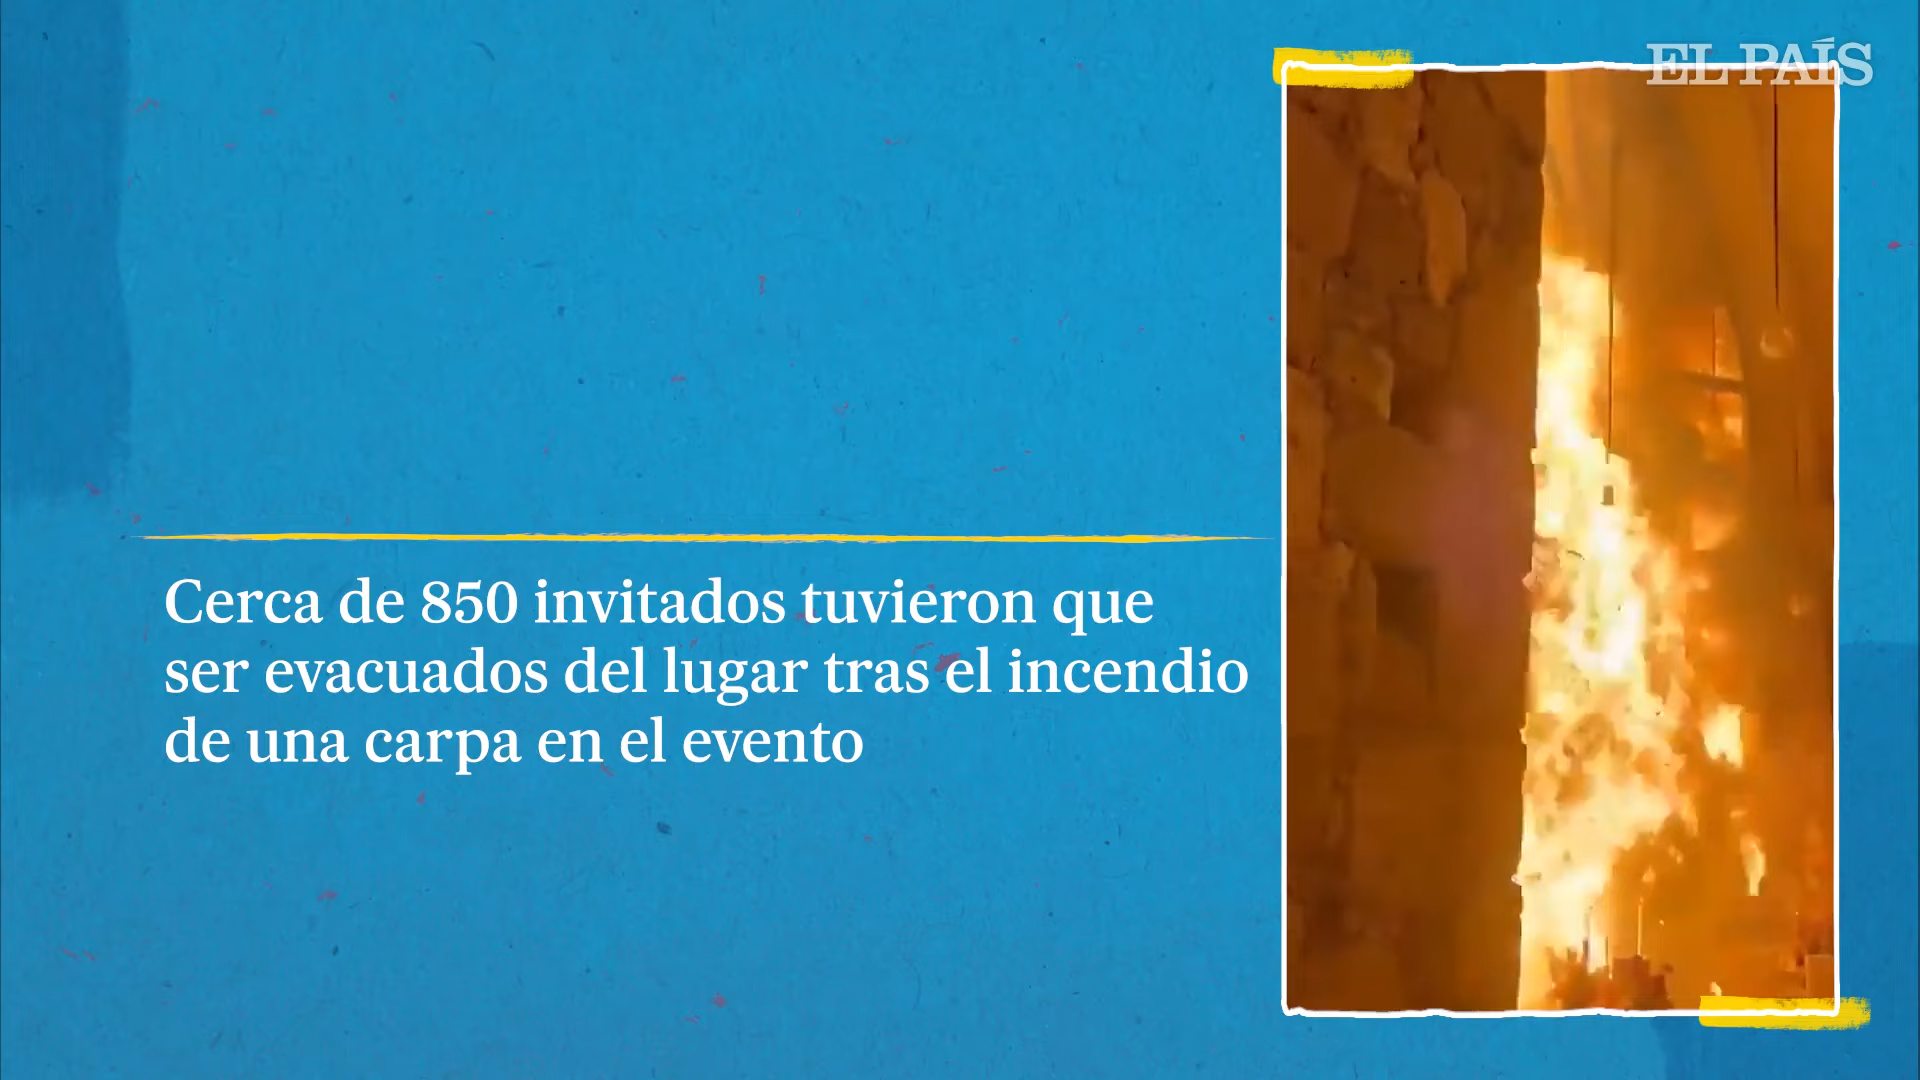 EL PAÍS
Cerca de 850 invitados tuvieron que
ser evacuados del lugar tras el incendio
de una carpa en el evento